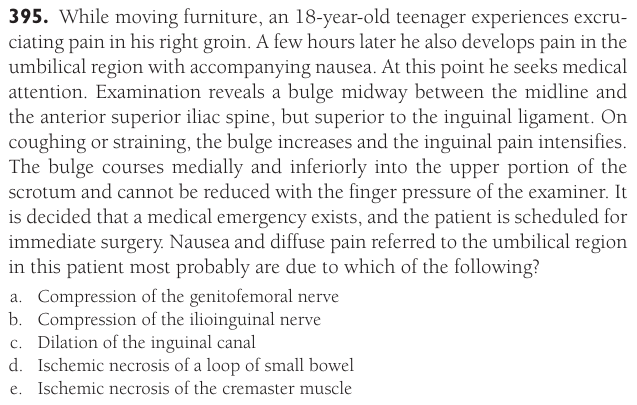 395. While moving furniture, an 18-year-old teenager experiences excru-
ciating pain in his right groin. A few hours later he also develops pain in the
umbilical region with accompanying nausea. At this point he seeks medical
attention. Examination reveals a bulge midway between the midline and
the anterior superior iliac spine, but superior to the inguinal ligament. On
coughing or straining, the bulge increases and the inguinal pain intensifies.
The bulge courses medially and inferiorly into the upper portion of the
scrotum and cannot be reduced with the finger pressure of the examiner. It
is decided that a medical emergency exists, and the patient is scheduled for
immediate surgery. Nausea and diffuse pain referred to the umbilical region
in this patient most probably are due to which of the following?
a. Compression of the genitofemoral nerve
b. Compression of the ilioinguinal nerve
c. Dilation of the inguinal canal
d. Ischemic necrosis of a loop of small bowel
e. Ischemic necrosis of the cremaster muscle